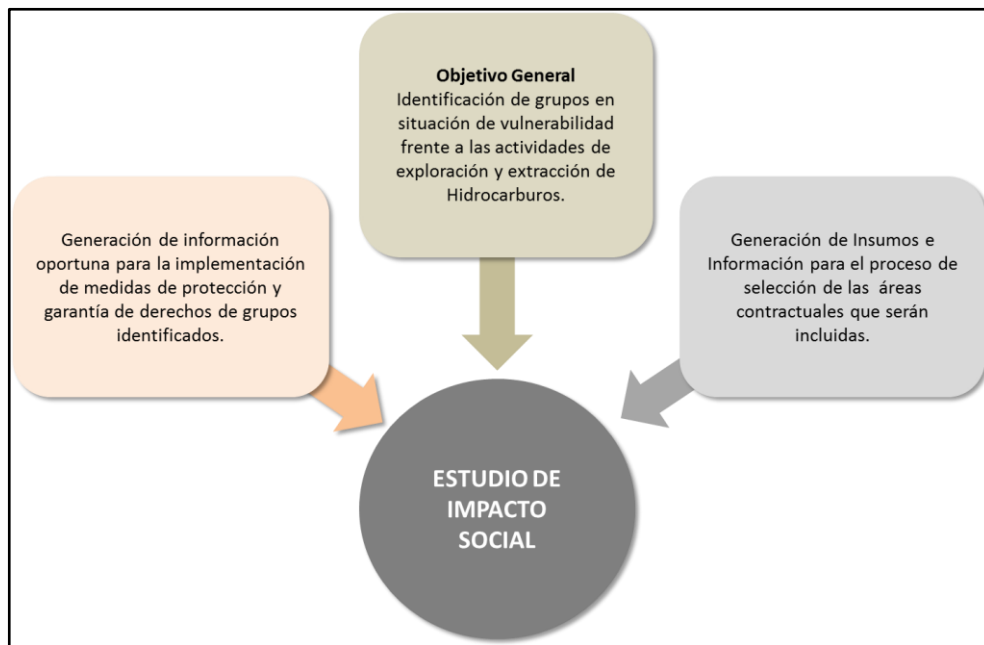 Objetivo General
Identificación de grupos en
situación de vulnerabilidad
frente a las actividades de
exploración y extracción de
Hidrocarburos.
Generación de información
oportuna para la implementación
de medidas de protección y
garantía de derechos de grupos
identificados.
Generación de Insumos e
Información para el proceso de
selección de las áreas
contractuales que serán
incluidas.
ESTUDIO DE
IMPACTO
SOCIAL